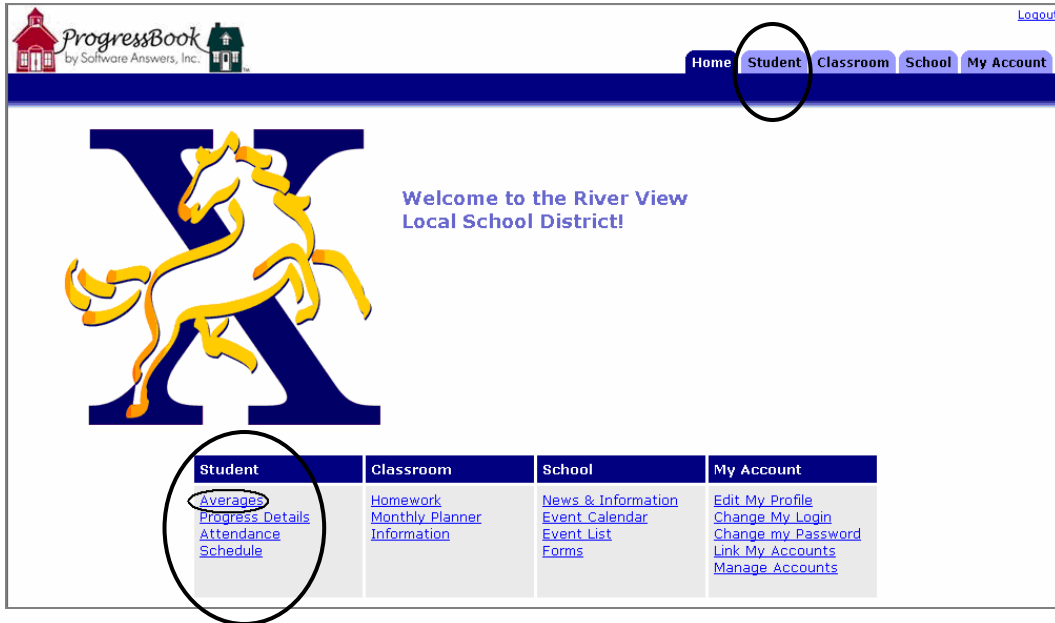 Logout
ProgressBook
by Software Answers, Inc.
Home Student Classroom School My Account
X
Welcome to the River View
Local School District!
Student Classroom School My Account
Averages Homework News & Information Edit My Profile
Progress Details Monthly Planner Event Calendar Change My Login
Attendance Information Event List Change my Password
Schedule Forms Link My Accounts
Manage Accounts